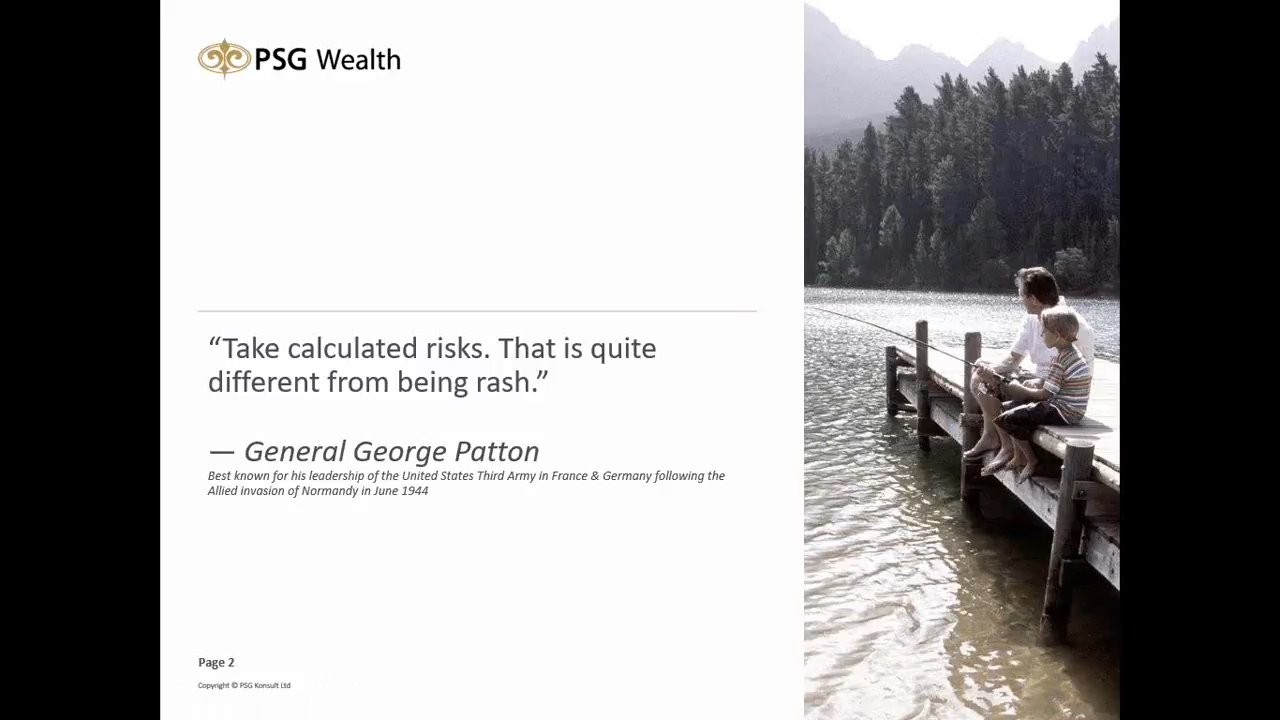 PSG Wealth
“Take calculated risks. That is quite
different from being rash.”
— General George Patton
Best known for his leadership of the United States Third Army in France & Germany following the
Allied invasion of Normandy in June 1944
Page 2
Copyright © PSG Konsult Ltd